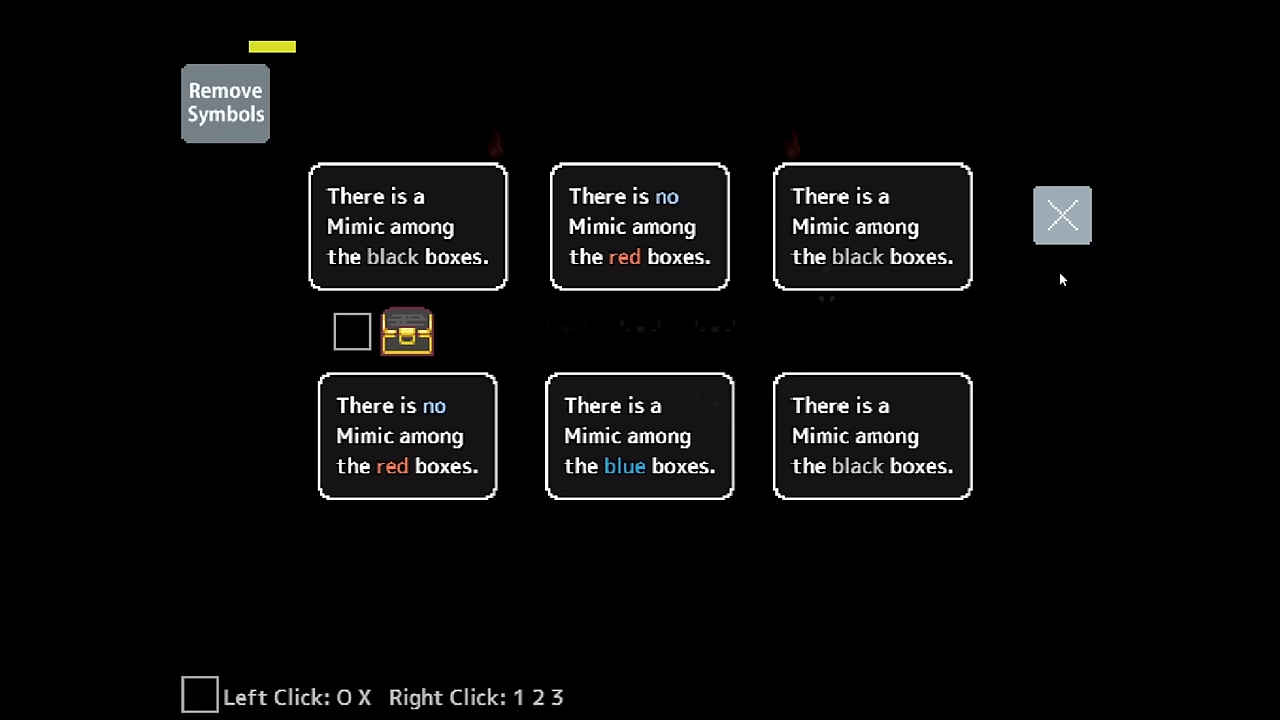 Remove
Symbols
There is a
Mimic among
the black boxes.
There is no
Mimic among
the red boxes.
There is a
Mimic among
the black boxes.
There is no
Mimic among
the red boxes.
There is a
Mimic among
the blue boxes.
There is a
Mimic among
the black boxes.
Left Click: O X Right Click: 1 2 3